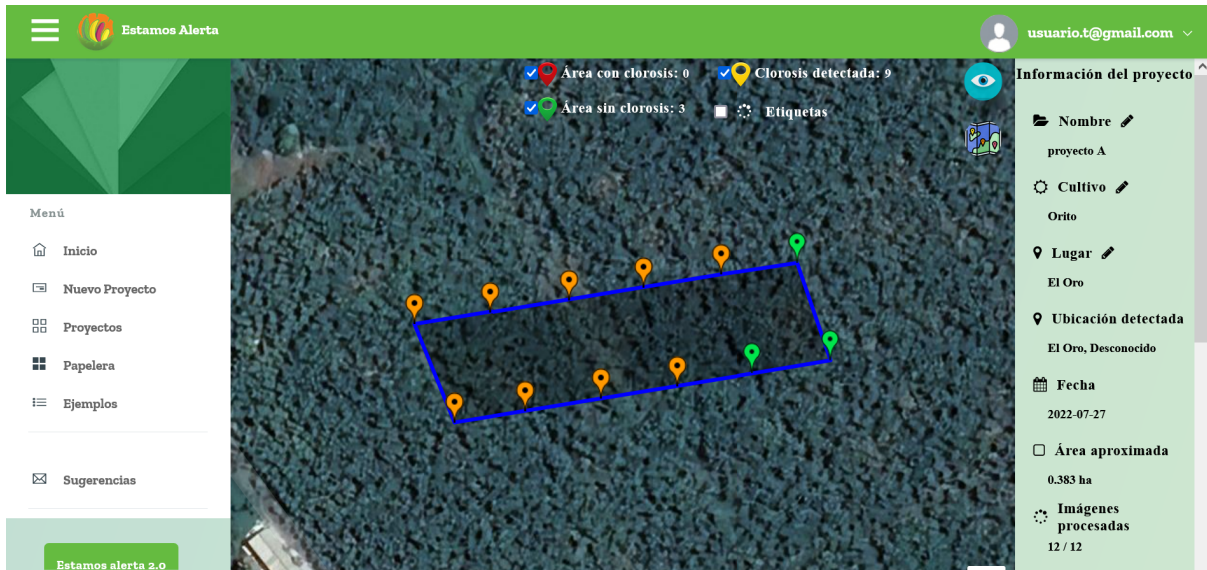 Estamos Alerta
usuario.t@gmail.com
Menú
Inicio
Nuevo Proyecto
Proyectos
Papelera
Ejemplos
Sugerencias
Estamos alerta 2.0
Área con clorosis: 0
Clorosis detectada: 9
Área sin clorosis: 3
Etiquetas
Información del proyecto
Nombre
proyecto A
Cultivo
Orito
Lugar
El Oro
Ubicación detectada
El Oro, Desconocido
Fecha
2022-07-27
Área aproximada
0.383 ha
Imágenes
procesadas
12 / 12